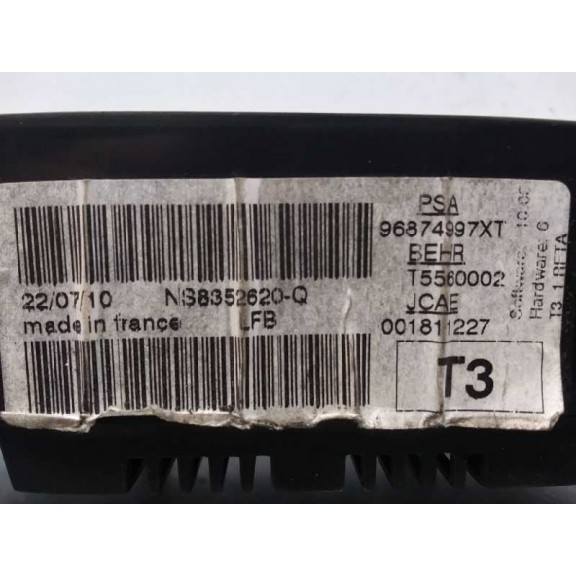 PSA
96874997XT
BEHR
T5560002
JCAE
001811227
T3
22/07/10 NS8352620-Q
made in france LFB
Software: 10.00
Hardware: 6
T3.1 BETA